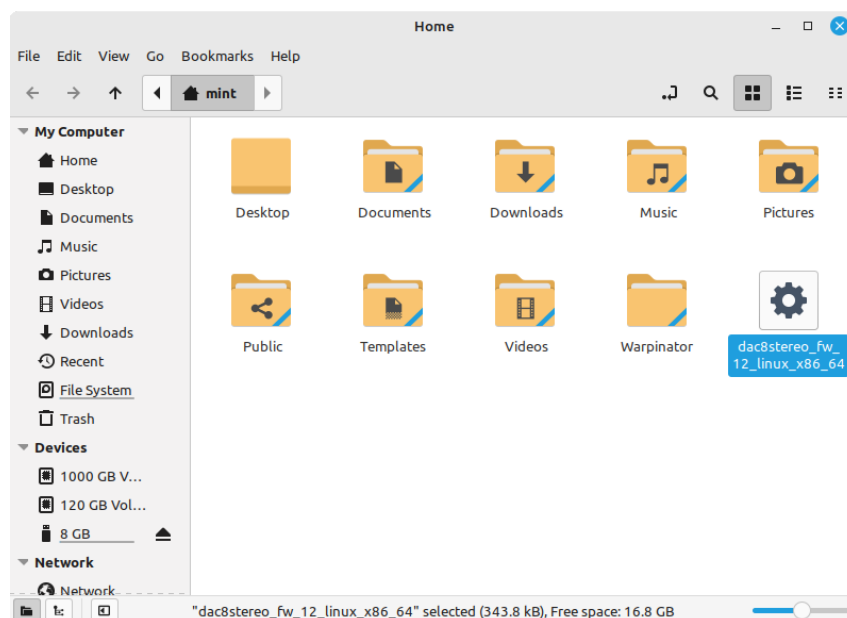 Home
File Edit View Go Bookmarks Help
mint
My Computer
Home
Desktop
Documents
Music
Pictures
Videos
Downloads
Recent
File System
Trash
Devices
1000 GB V...
120 GB Vol...
8 GB
Network
Network
Desktop Documents Downloads Music Pictures
Public Templates Videos Warpinator dac8stereo_fw_
12_linux_x86_64
"dac8stereo_fw_12_linux_x86_64" selected (343.8 kB), Free space: 16.8 GB